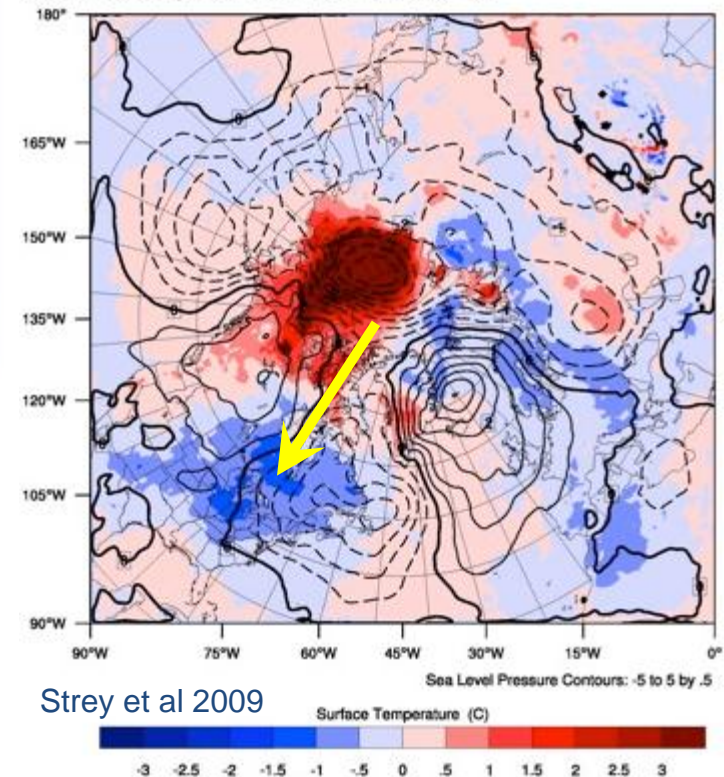 180°
165°W
150°W
135°W
120°W
105°W
90°W
90°W 75°W 60°W 45°W 30°W 15°W 0°
Sea Level Pressure Contours: -5 to 5 by .5
Strey et al 2009
Surface Temperature (C)
-3 -2.5 -2 -1.5 -1 -.5 0 .5 1 1.5 2 2.5 3